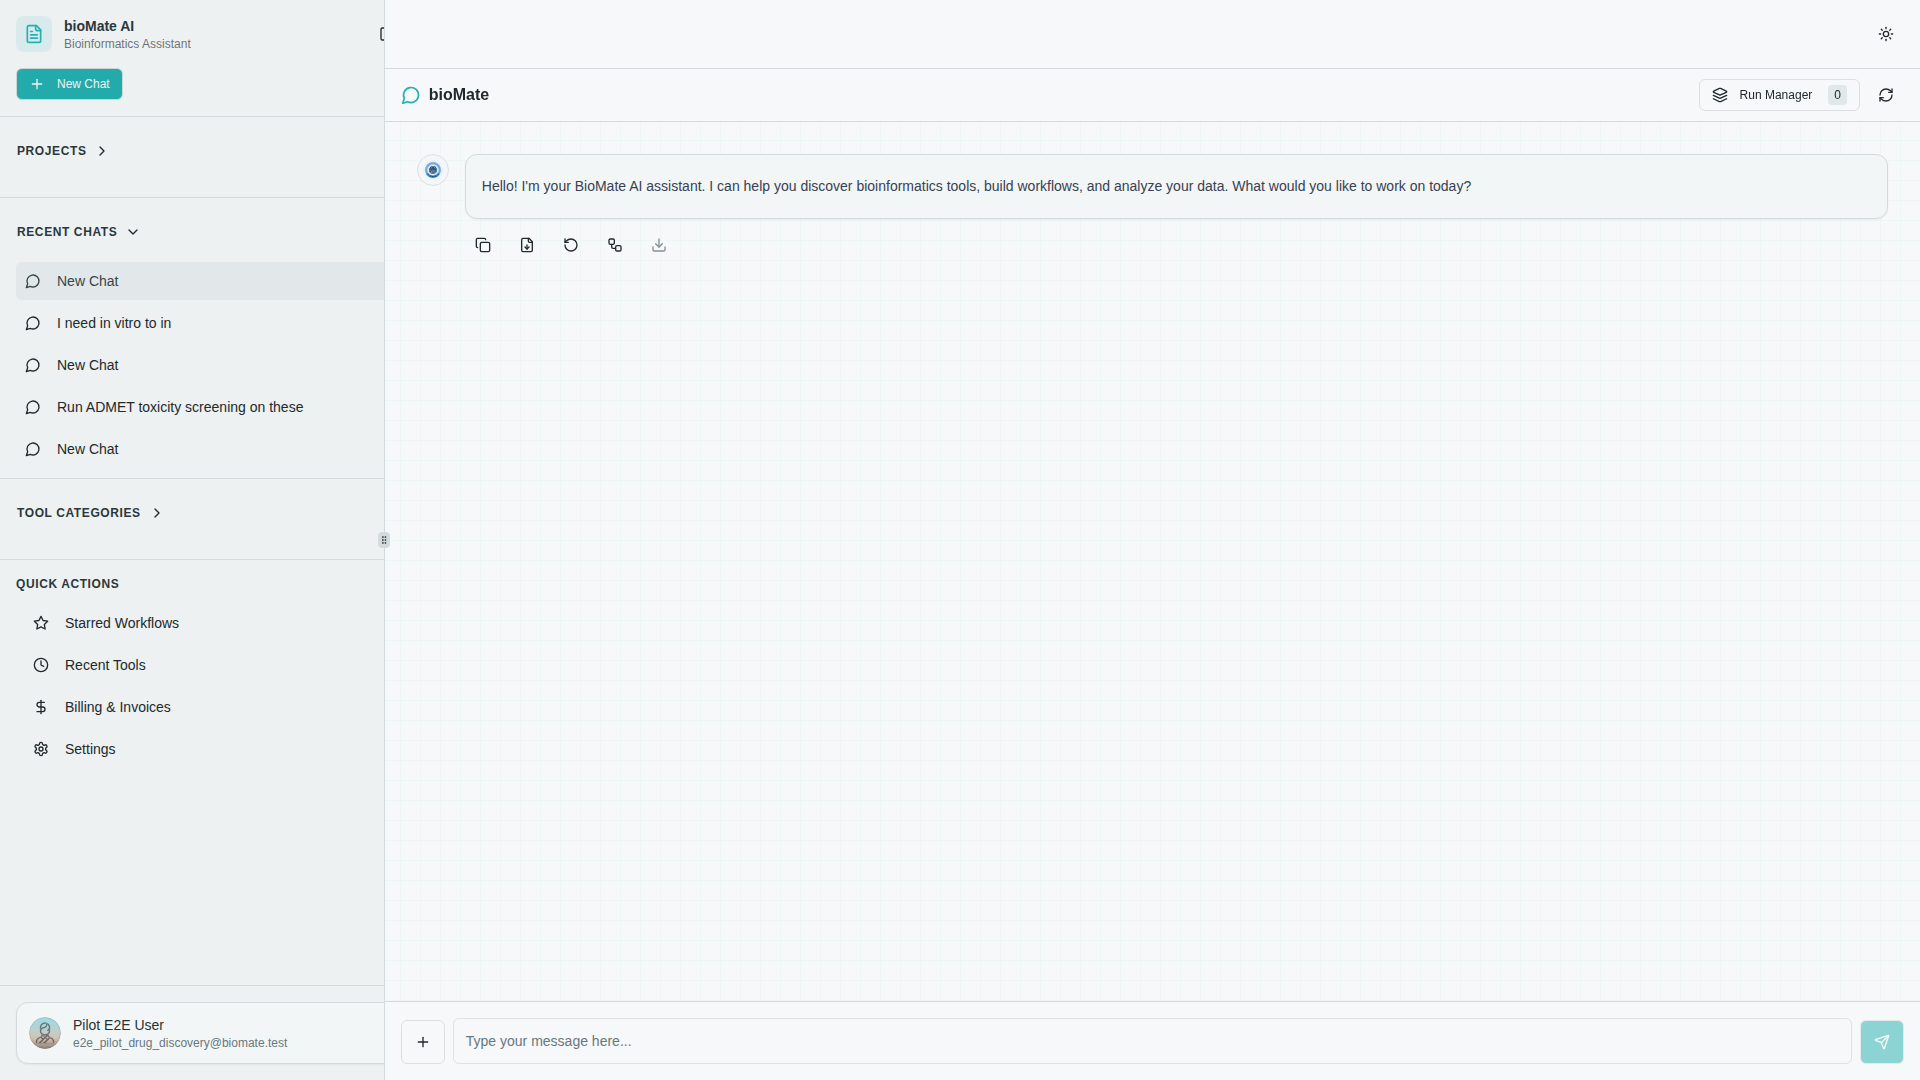 bioMate AI
Bioinformatics Assistant
New Chat
PROJECTS
RECENT CHATS
New Chat
I need in vitro to in
New Chat
Run ADMET toxicity screening on these
New Chat
TOOL CATEGORIES
QUICK ACTIONS
Starred Workflows
Recent Tools
Billing & Invoices
Settings
Pilot E2E User
e2e_pilot_drug_discovery@biomate.test
bioMate
Run Manager 0
Hello! I'm your BioMate AI assistant. I can help you discover bioinformatics tools, build workflows, and analyze your data. What would you like to work on today?
Type your message here...